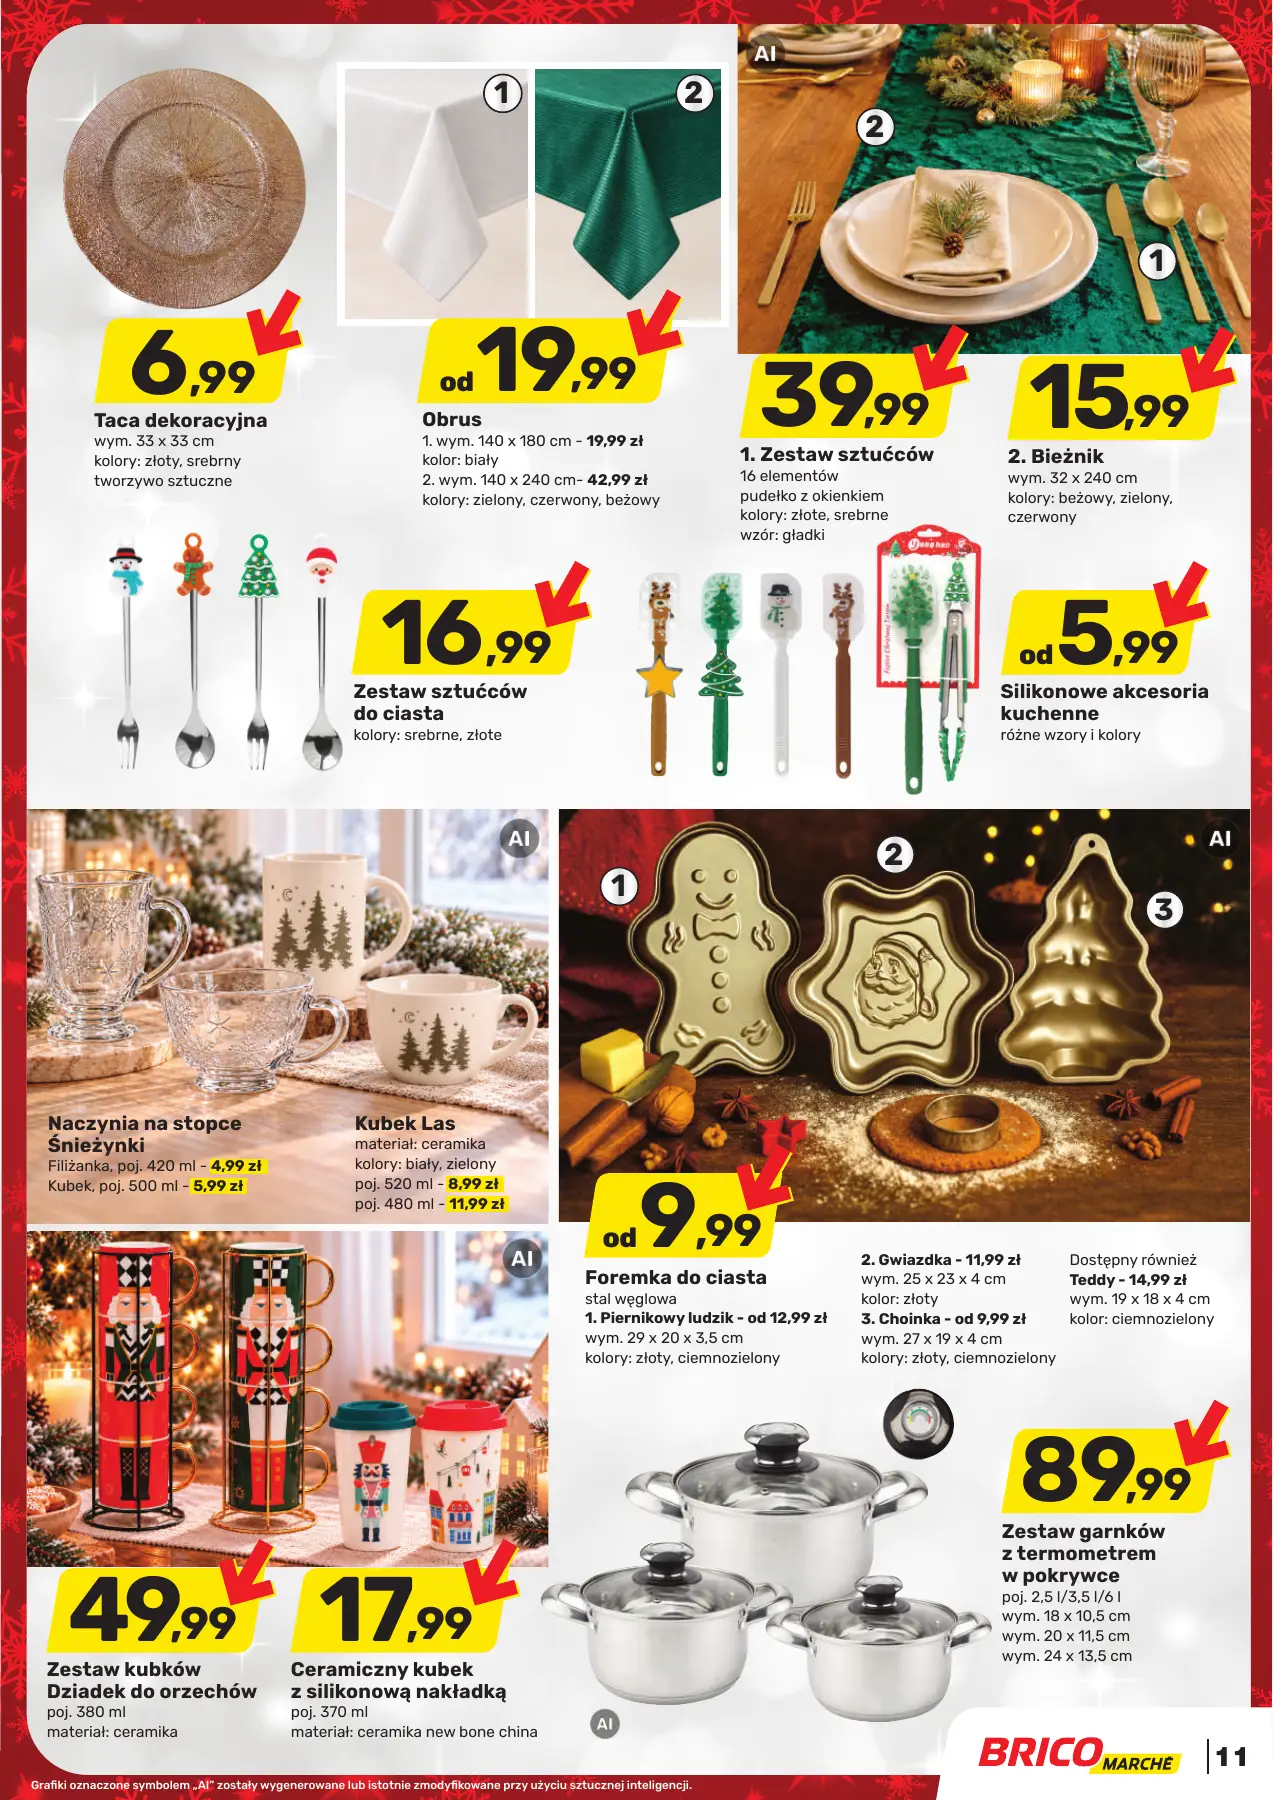 1
2
AI
2
1
6,99
Taca dekoracyjna
wym. 33 x 33 cm
kolory: złoty, srebrny
tworzywo sztuczne
od 19,99
Obrus
1. wym. 140 x 180 cm - 19,99 zł
kolor: biały
2. wym. 140 x 240 cm- 42,99 zł
kolory: zielony, czerwony, beżowy
39,99
1. Zestaw sztućców
16 elementów
pudełko z okienkiem
kolory: złote, srebrne
wzór: gładki
15,99
2. Bieżnik
wym. 32 x 240 cm
kolory: beżowy, zielony,
czerwony
16,99
Zestaw sztućców
do ciasta
kolory: srebrne, złote
od 5,99
Silikonowe akcesoria
kuchenne
różne wzory i kolory
AI
Naczynia na stopce
Śnieżynki
Filiżanka, poj. 420 ml - 4,99 zł
Kubek, poj. 500 ml - 5,99 zł
Kubek Las
materiał: ceramika
kolory: biały, zielony
poj. 520 ml - 8,99 zł
poj. 480 ml - 11,99 zł
AI
1
2
3
od 9,99
Foremka do ciasta
stal węglowa
1. Piernikowy ludzik - od 12,99 zł
wym. 29 x 20 x 3,5 cm
kolory: złoty, ciemnozielony
2. Gwiazdka - 11,99 zł
wym. 25 x 23 x 4 cm
kolor: złoty
3. Choinka - od 9,99 zł
wym. 27 x 19 x 4 cm
kolory: złoty, ciemnozielony
Dostępny również
Teddy - 14,99 zł
wym. 19 x 18 x 4 cm
kolor: ciemnozielony
AI
49,99
Zestaw kubków
Dziadek do orzechów
poj. 380 ml
materiał: ceramika
17,99
Ceramiczny kubek
z silikonową nakładką
poj. 370 ml
materiał: ceramika new bone china
89,99
Zestaw garnków
z termometrem
w pokrywce
poj. 2,5 l/3,5 l/6 l
wym. 18 x 10,5 cm
wym. 20 x 11,5 cm
wym. 24 x 13,5 cm
AI
BRICO MARCHÉ
11
Grafiki oznaczone symbolem „AI” zostały wygenerowane lub istotnie zmodyfikowane przy użyciu sztucznej inteligencji.